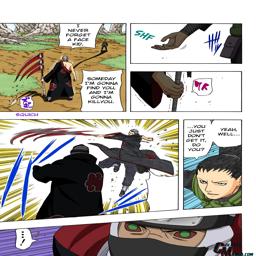 NEVER
FORGET
A FACE
KID.
SOMEDAY
I'M GONNA
FIND YOU,
AND I'M
GONNA
KILL YOU.
SQUICH
SHF
YEAH,
WELL...
...YOU
JUST
DON'T
GET IT,
DO
YOU?
...!